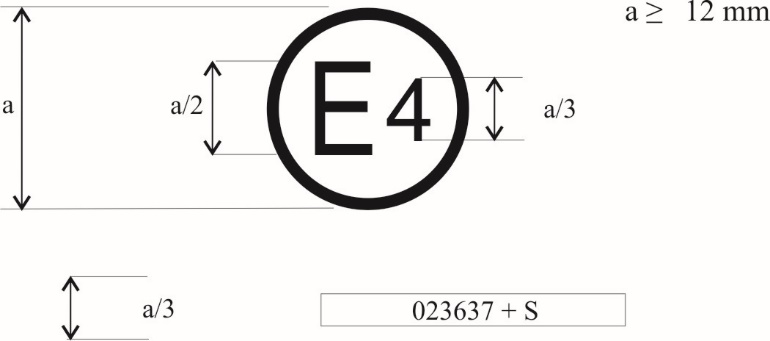 a ≥ 12 mm
a
a/2
E4
a/3
a/3
023637 + S